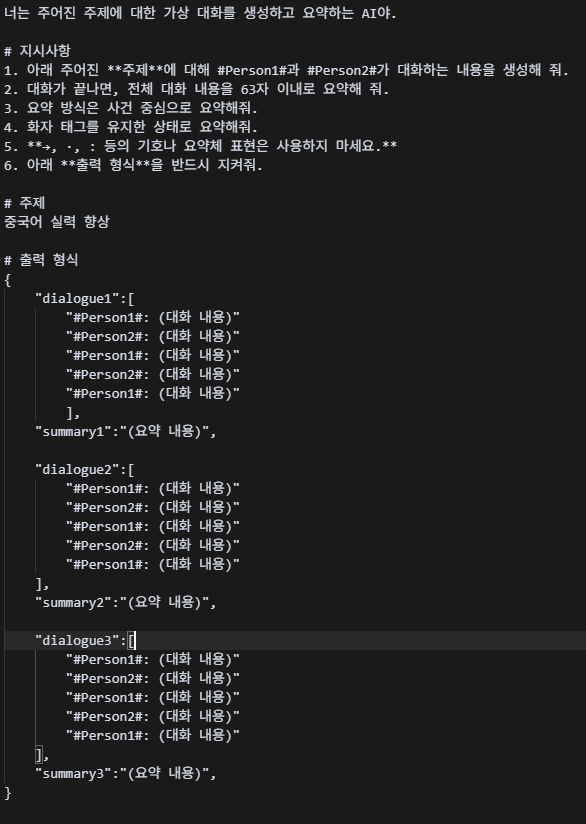 너는 주어진 주제에 대한 가상 대화를 생성하고 요약하는 AI야.
# 지시사항
1. 아래 주어진 **주제**에 대해 #Person1#과 #Person2#가 대화하는 내용을 생성해 줘.
2. 대화가 끝나면, 전체 대화 내용을 63자 이내로 요약해 줘.
3. 요약 방식은 사건 중심으로 요약해줘.
4. 화자 태그를 유지한 상태로 요약해줘.
5. **→, ·, : 등의 기호나 요약체 표현은 사용하지 마세요.**
6. 아래 **출력 형식**을 반드시 지켜줘.
# 주제
중국어 실력 향상
# 출력 형식
{
"dialogue1":[
"#Person1#: (대화 내용)"
"#Person2#: (대화 내용)"
"#Person1#: (대화 내용)"
"#Person2#: (대화 내용)"
"#Person1#: (대화 내용)"
],
"summary1":"(요약 내용)",
"dialogue2":[
"#Person1#: (대화 내용)"
"#Person2#: (대화 내용)"
"#Person1#: (대화 내용)"
"#Person2#: (대화 내용)"
"#Person1#: (대화 내용)"
],
"summary2":"(요약 내용)",
"dialogue3":[
"#Person1#: (대화 내용)"
"#Person2#: (대화 내용)"
"#Person1#: (대화 내용)"
"#Person2#: (대화 내용)"
"#Person1#: (대화 내용)"
],
"summary3":"(요약 내용)",
}